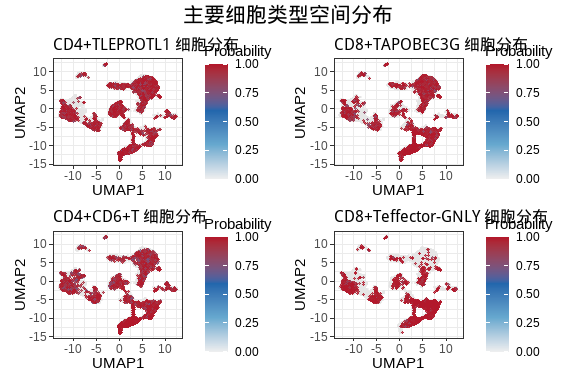 主要细胞类型空间分布
CD4+TLEPROTL1 细胞分布
Probability
UMAP2
10
5
0
-5
-10
-15
-10 -5 0 5 10
UMAP1
1.00
0.75
0.50
0.25
0.00
CD8+TAPOBEC3G 细胞分布
Probability
UMAP2
10
5
0
-5
-10
-15
-10 -5 0 5 10
UMAP1
1.00
0.75
0.50
0.25
0.00
CD4+CD6+T 细胞分布
Probability
UMAP2
10
5
0
-5
-10
-15
-10 -5 0 5 10
UMAP1
1.00
0.75
0.50
0.25
0.00
CD8+Teffector-GNLY 细胞分布
Probability
UMAP2
10
5
0
-5
-10
-15
-10 -5 0 5 10
UMAP1
1.00
0.75
0.50
0.25
0.00